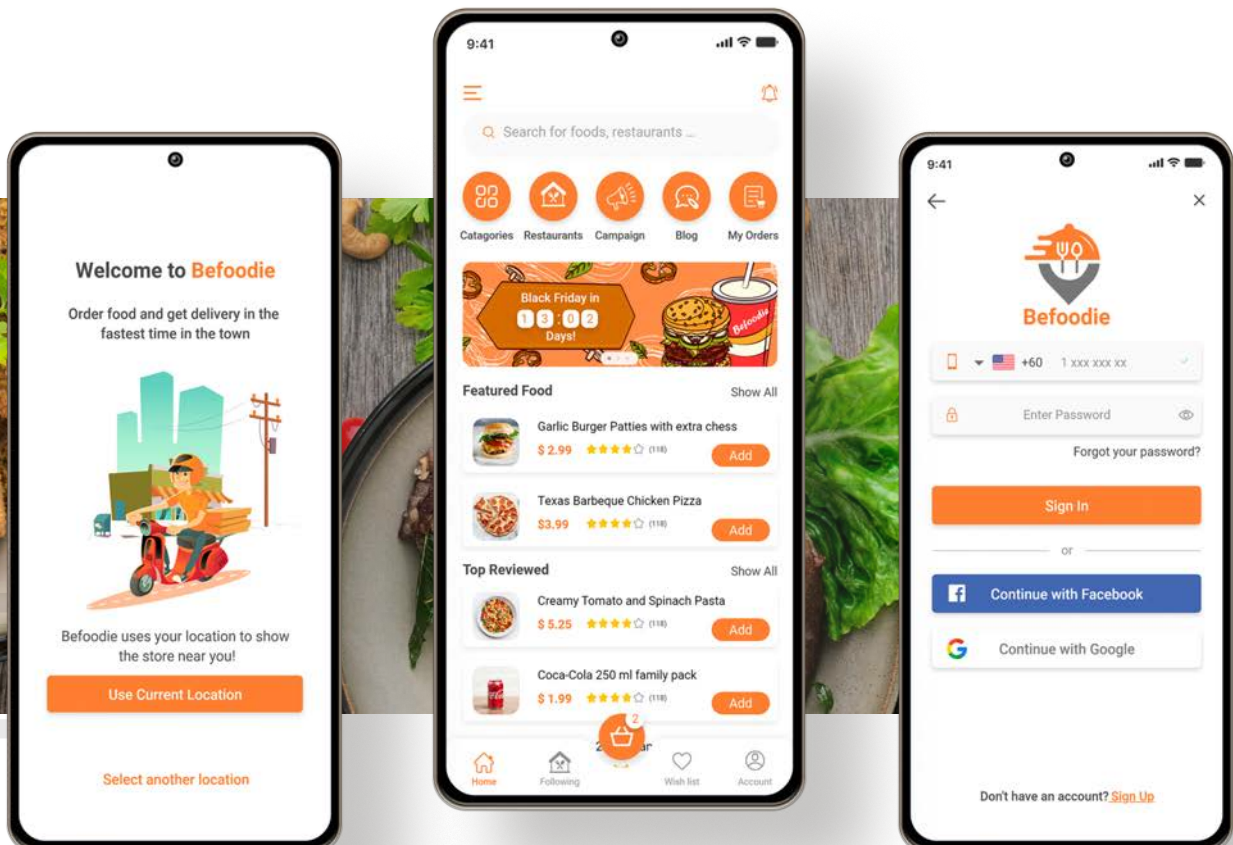 Welcome to Befoodie
Order food and get delivery in the
fastest time in the town
Befoodie uses your location to show
the store near you!
Use Current Location
Select another location
9:41
Search for foods, restaurants ...
Catagories Restaurants Campaign Blog My Orders
Black Friday in
13:02
Days!
Befoodie
Featured Food Show All
Garlic Burger Patties with extra chess
$ 2.99 (118)
Add
Texas Barbeque Chicken Pizza
$3.99 (118)
Add
Top Reviewed Show All
Creamy Tomato and Spinach Pasta
$ 5.25 (118)
Add
Coca-Cola 250 ml family pack
$ 1.99 (118)
Add
2
Home Following Wish list Account
9:41
Befoodie
+60 1 xxx xxx xx
Enter Password
Forgot your password?
Sign In
or
Continue with Facebook
Continue with Google
Don't have an account? Sign Up